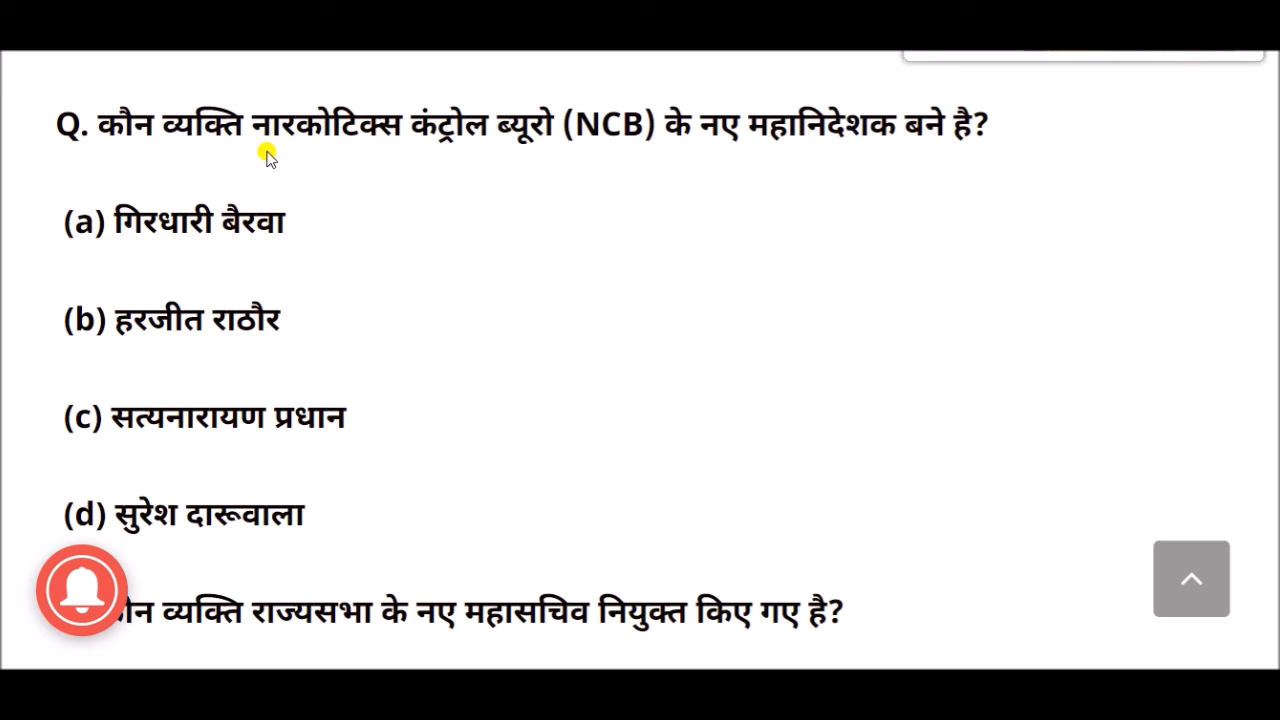 Q. कौन व्यक्ति नारकोटिक्स कंट्रोल ब्यूरो (NCB) के नए महानिदेशक बने है?
(a) गिरधारी बैरवा
(b) हरजीत राठौर
(c) सत्यनारायण प्रधान
(d) सुरेश दारूवाला
व्यक्ति राज्यसभा के नए महासचिव नियुक्त किए गए है?